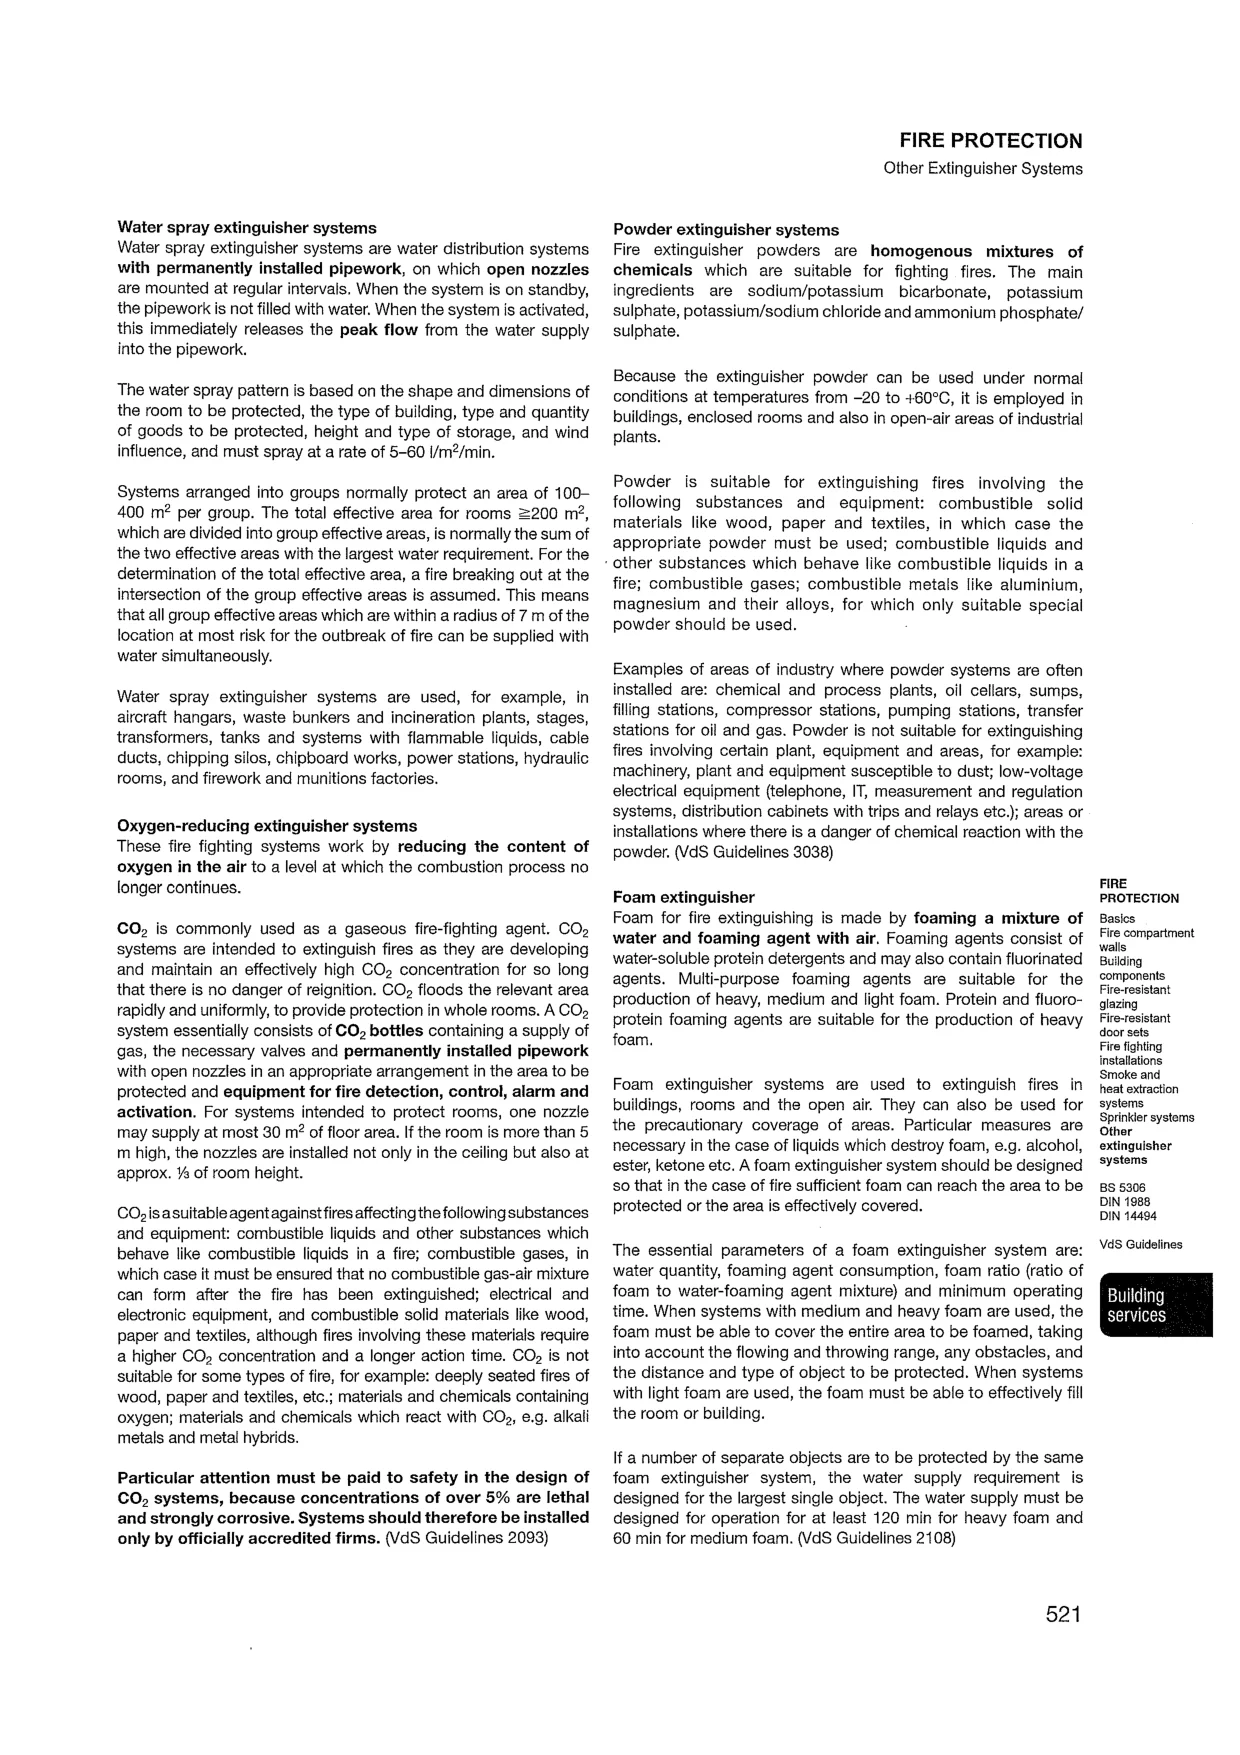 FIRE PROTECTION
Other Extinguisher Systems
Water spray extinguisher systems
Water spray extinguisher systems are water distribution systems
with permanently installed pipework, on which open nozzles
are mounted at regular intervals. When the system is on standby,
the pipework is not filled with water. When the system is activated,
this immediately releases the peak flow from the water supply
into the pipework.
The water spray pattern is based on the shape and dimensions of
the room to be protected, the type of building, type and quantity
of goods to be protected, height and type of storage, and wind
influence, and must spray at a rate of 5–60 l/m²/min.
Systems arranged into groups normally protect an area of 100–
400 m² per group. The total effective area for rooms ≧200 m²,
which are divided into group effective areas, is normally the sum of
the two effective areas with the largest water requirement. For the
determination of the total effective area, a fire breaking out at the
intersection of the group effective areas is assumed. This means
that all group effective areas which are within a radius of 7 m of the
location at most risk for the outbreak of fire can be supplied with
water simultaneously.
Water spray extinguisher systems are used, for example, in
aircraft hangars, waste bunkers and incineration plants, stages,
transformers, tanks and systems with flammable liquids, cable
ducts, chipping silos, chipboard works, power stations, hydraulic
rooms, and firework and munitions factories.
Oxygen-reducing extinguisher systems
These fire fighting systems work by reducing the content of
oxygen in the air to a level at which the combustion process no
longer continues.
CO₂ is commonly used as a gaseous fire-fighting agent. CO₂
systems are intended to extinguish fires as they are developing
and maintain an effectively high CO₂ concentration for so long
that there is no danger of reignition. CO₂ floods the relevant area
rapidly and uniformly, to provide protection in whole rooms. A CO₂
system essentially consists of CO₂ bottles containing a supply of
gas, the necessary valves and permanently installed pipework
with open nozzles in an appropriate arrangement in the area to be
protected and equipment for fire detection, control, alarm and
activation. For systems intended to protect rooms, one nozzle
may supply at most 30 m² of floor area. If the room is more than 5
m high, the nozzles are installed not only in the ceiling but also at
approx. ⅓ of room height.
CO₂ is a suitable agent against fires affecting the following substances
and equipment: combustible liquids and other substances which
behave like combustible liquids in a fire; combustible gases, in
which case it must be ensured that no combustible gas-air mixture
can form after the fire has been extinguished; electrical and
electronic equipment, and combustible solid materials like wood,
paper and textiles, although fires involving these materials require
a higher CO₂ concentration and a longer action time. CO₂ is not
suitable for some types of fire, for example: deeply seated fires of
wood, paper and textiles, etc.; materials and chemicals containing
oxygen; materials and chemicals which react with CO₂, e.g. alkali
metals and metal hybrids.
Particular attention must be paid to safety in the design of
CO₂ systems, because concentrations of over 5% are lethal
and strongly corrosive. Systems should therefore be installed
only by officially accredited firms. (VdS Guidelines 2093)
Powder extinguisher systems
Fire extinguisher powders are homogenous mixtures of
chemicals which are suitable for fighting fires. The main
ingredients are sodium/potassium bicarbonate, potassium
sulphate, potassium/sodium chloride and ammonium phosphate/
sulphate.
Because the extinguisher powder can be used under normal
conditions at temperatures from –20 to +60°C, it is employed in
buildings, enclosed rooms and also in open-air areas of industrial
plants.
Powder is suitable for extinguishing fires involving the
following substances and equipment: combustible solid
materials like wood, paper and textiles, in which case the
appropriate powder must be used; combustible liquids and
other substances which behave like combustible liquids in a
fire; combustible gases; combustible metals like aluminium,
magnesium and their alloys, for which only suitable special
powder should be used.
Examples of areas of industry where powder systems are often
installed are: chemical and process plants, oil cellars, sumps,
filling stations, compressor stations, pumping stations, transfer
stations for oil and gas. Powder is not suitable for extinguishing
fires involving certain plant, equipment and areas, for example:
machinery, plant and equipment susceptible to dust; low-voltage
electrical equipment (telephone, IT, measurement and regulation
systems, distribution cabinets with trips and relays etc.); areas or
installations where there is a danger of chemical reaction with the
powder. (VdS Guidelines 3038)
Foam extinguisher
Foam for fire extinguishing is made by foaming a mixture of
water and foaming agent with air. Foaming agents consist of
water-soluble protein detergents and may also contain fluorinated
agents. Multi-purpose foaming agents are suitable for the
production of heavy, medium and light foam. Protein and fluoro-
protein foaming agents are suitable for the production of heavy
foam.
Foam extinguisher systems are used to extinguish fires in
buildings, rooms and the open air. They can also be used for
the precautionary coverage of areas. Particular measures are
necessary in the case of liquids which destroy foam, e.g. alcohol,
ester, ketone etc. A foam extinguisher system should be designed
so that in the case of fire sufficient foam can reach the area to be
protected or the area is effectively covered.
The essential parameters of a foam extinguisher system are:
water quantity, foaming agent consumption, foam ratio (ratio of
foam to water-foaming agent mixture) and minimum operating
time. When systems with medium and heavy foam are used, the
foam must be able to cover the entire area to be foamed, taking
into account the flowing and throwing range, any obstacles, and
the distance and type of object to be protected. When systems
with light foam are used, the foam must be able to effectively fill
the room or building.
If a number of separate objects are to be protected by the same
foam extinguisher system, the water supply requirement is
designed for the largest single object. The water supply must be
designed for operation for at least 120 min for heavy foam and
60 min for medium foam. (VdS Guidelines 2108)
FIRE
PROTECTION
Basics
Fire compartment
walls
Building
components
Fire-resistant
glazing
Fire-resistant
door sets
Fire fighting
installations
Smoke and
heat extraction
systems
Sprinkler systems
Other
extinguisher
systems
BS 5306
DIN 1988
DIN 14494
VdS Guidelines
Building
services
521